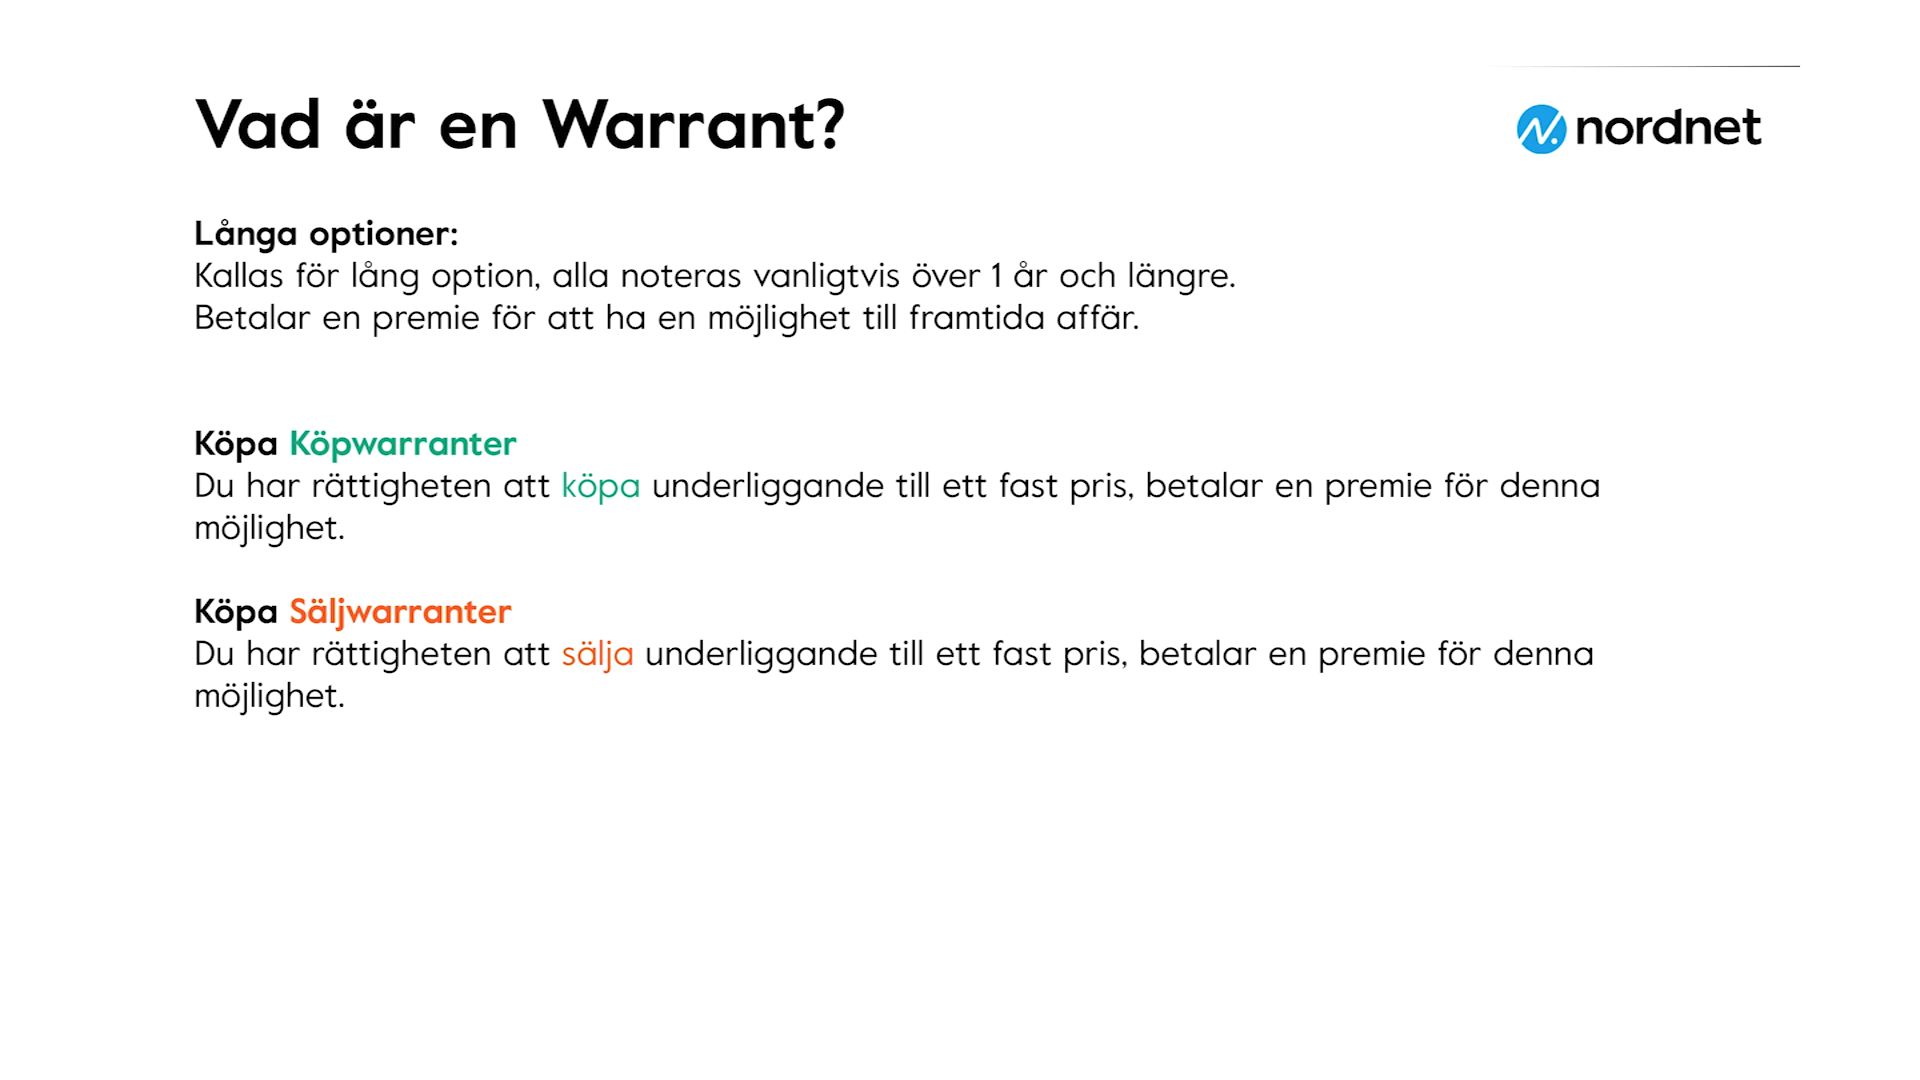 Vad är en Warrant?
nordnet
Långa optioner:
Kallas för lång option, alla noteras vanligtvis över 1 år och längre.
Betalar en premie för att ha en möjlighet till framtida affär.
Köpa Köpwarranter
Du har rättigheten att köpa underliggande till ett fast pris, betalar en premie för denna
möjlighet.
Köpa Säljwarranter
Du har rättigheten att sälja underliggande till ett fast pris, betalar en premie för denna
möjlighet.